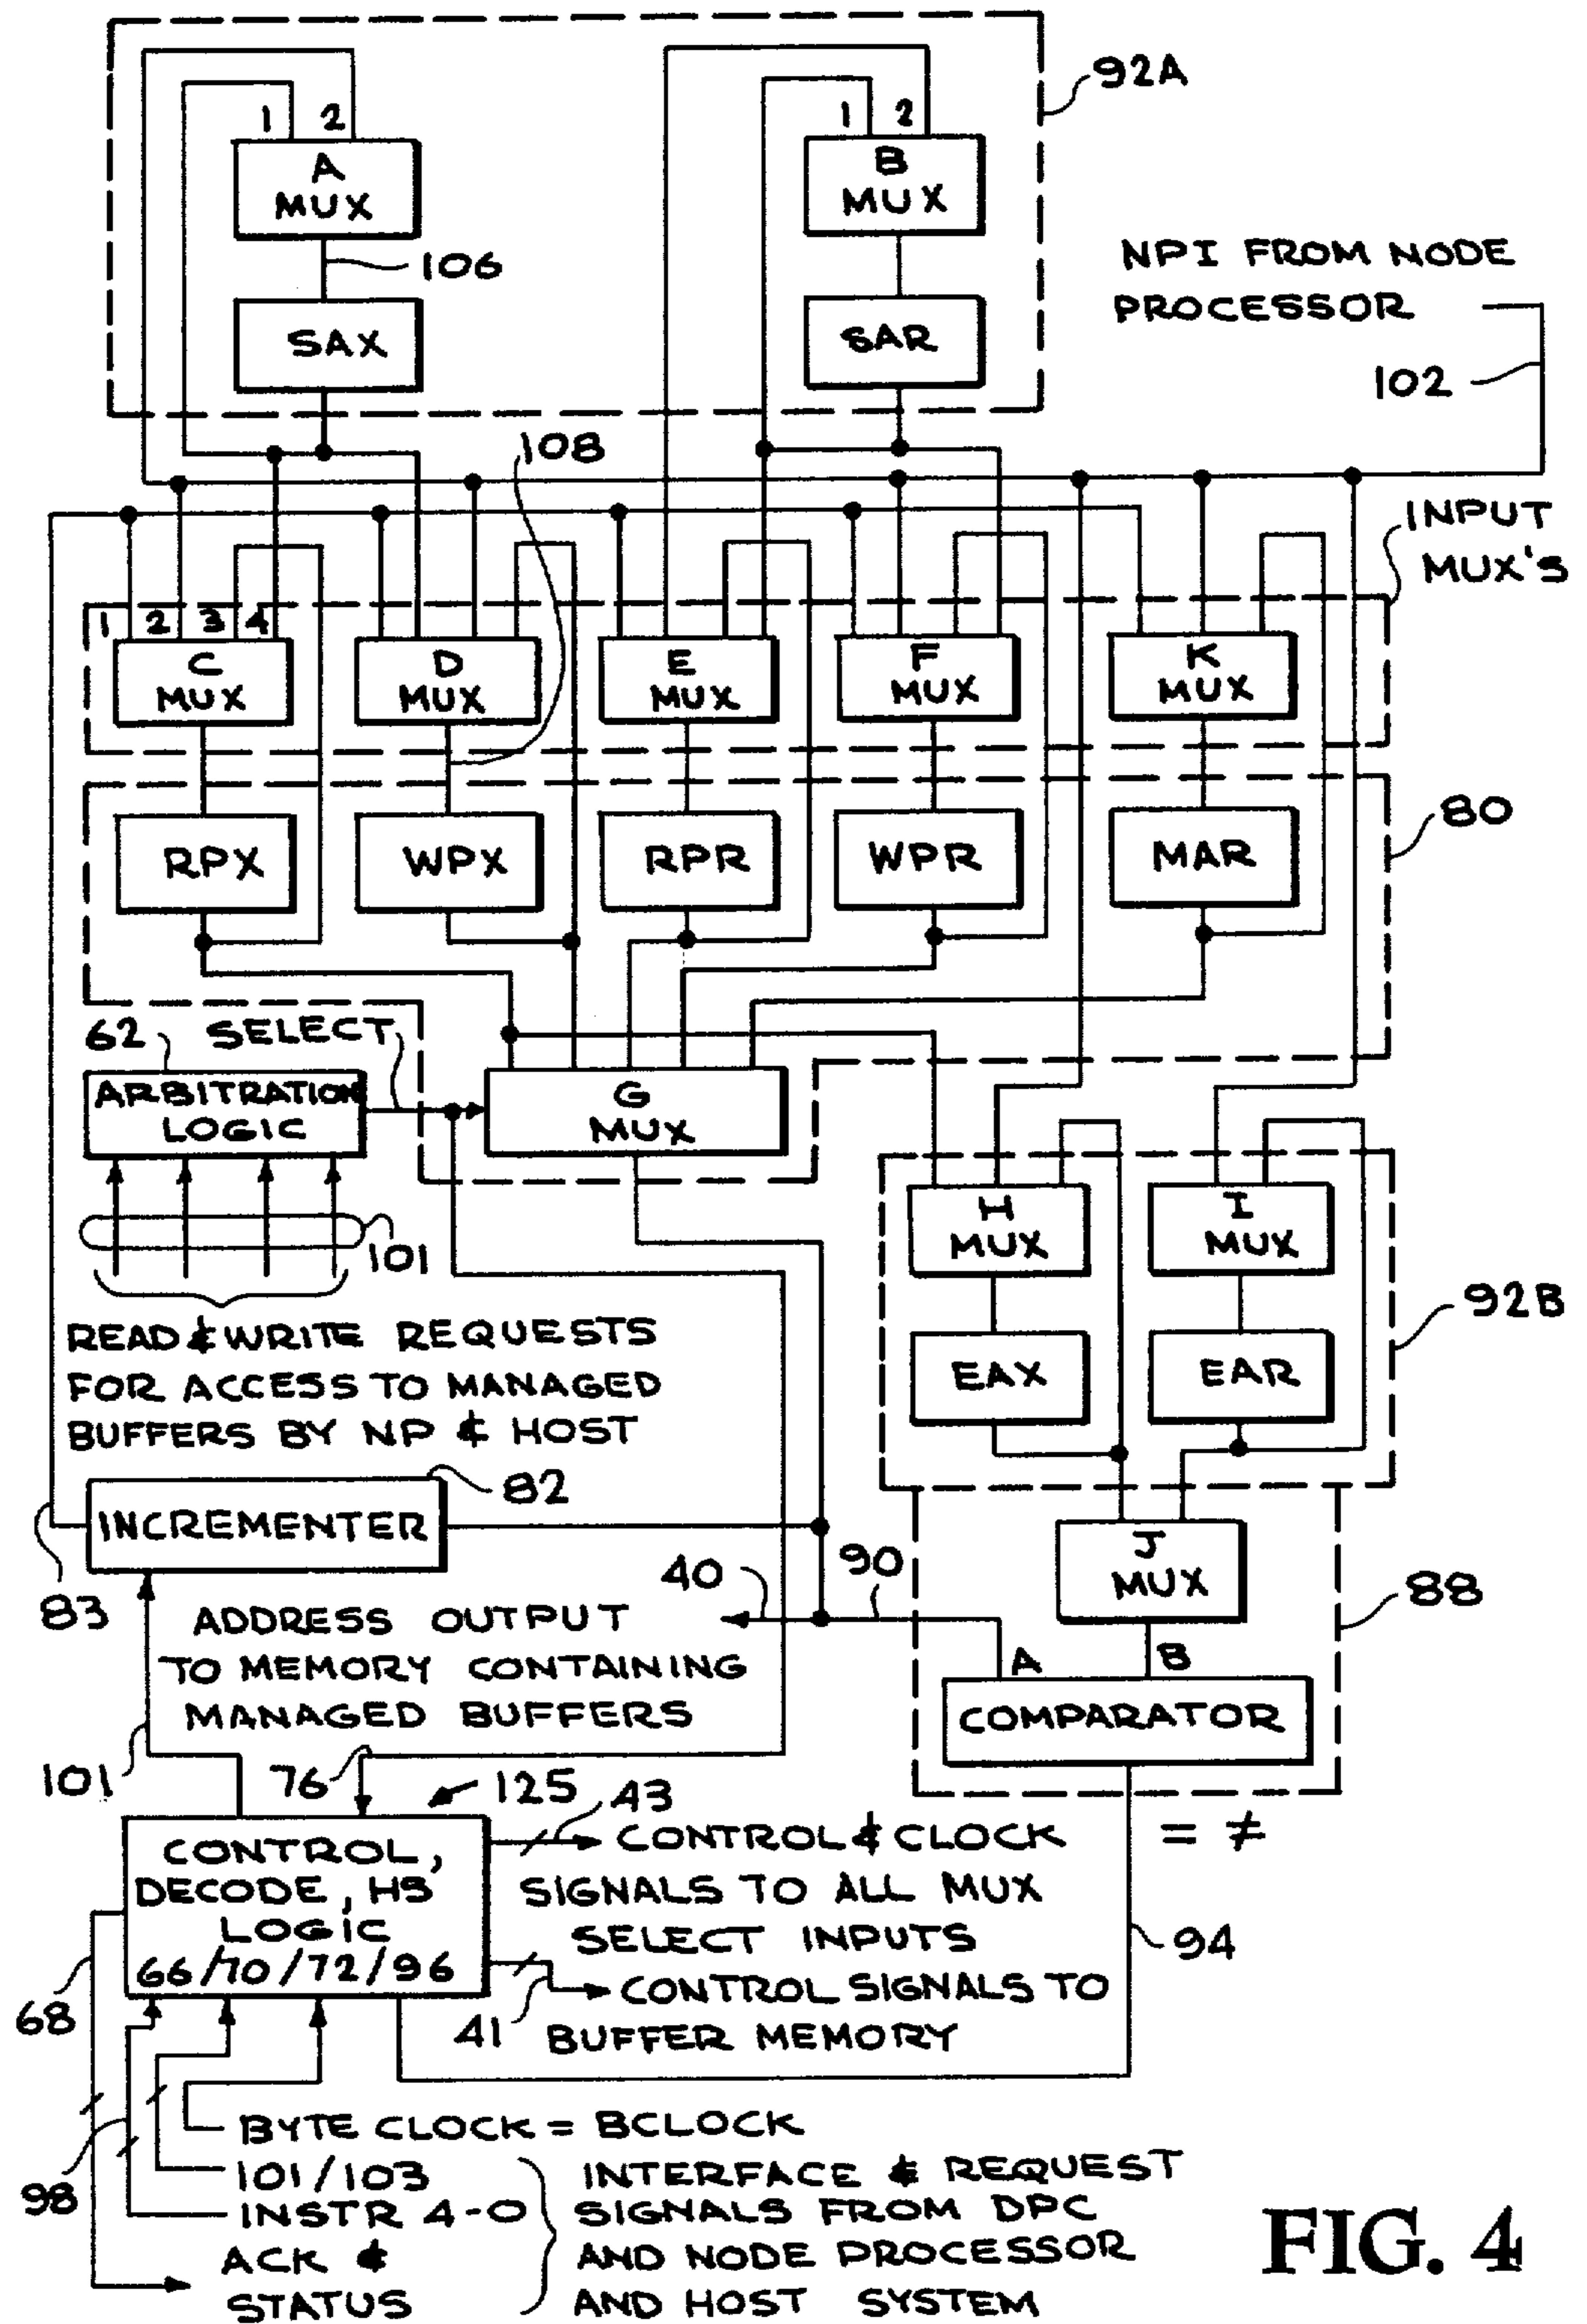 92A
1 2
1 2
A
MUX
B
MUX
106
SAX
SAR
NPI FROM NODE
PROCESSOR
102
108
INPUT
MUX'S
1 2 3 4
C
MUX
D
MUX
E
MUX
F
MUX
K
MUX
RPX
WPX
RPR
WPR
MAR
80
62 SELECT
ARBITRATION
LOGIC
G
MUX
101
H
MUX
I
MUX
READ & WRITE REQUESTS
FOR ACCESS TO MANAGED
BUFFERS BY NP & HOST
92B
EAX
EAR
82
INCREMENTER
83
40
90
J
MUX
88
ADDRESS OUTPUT
TO MEMORY CONTAINING
MANAGED BUFFERS
A
B
COMPARATOR
101
76
125
43
= ≠
CONTROL,
DECODE, HS
LOGIC
66/70/72/96
CONTROL & CLOCK
SIGNALS TO ALL MUX
SELECT INPUTS
94
68
41
CONTROL SIGNALS TO
BUFFER MEMORY
98
BYTE CLOCK = BCLOCK
101/103
INSTR 4-0
ACK &
STATUS
INTERFACE & REQUEST
SIGNALS FROM DPC
AND NODE PROCESSOR
AND HOST SYSTEM
FIG. 4